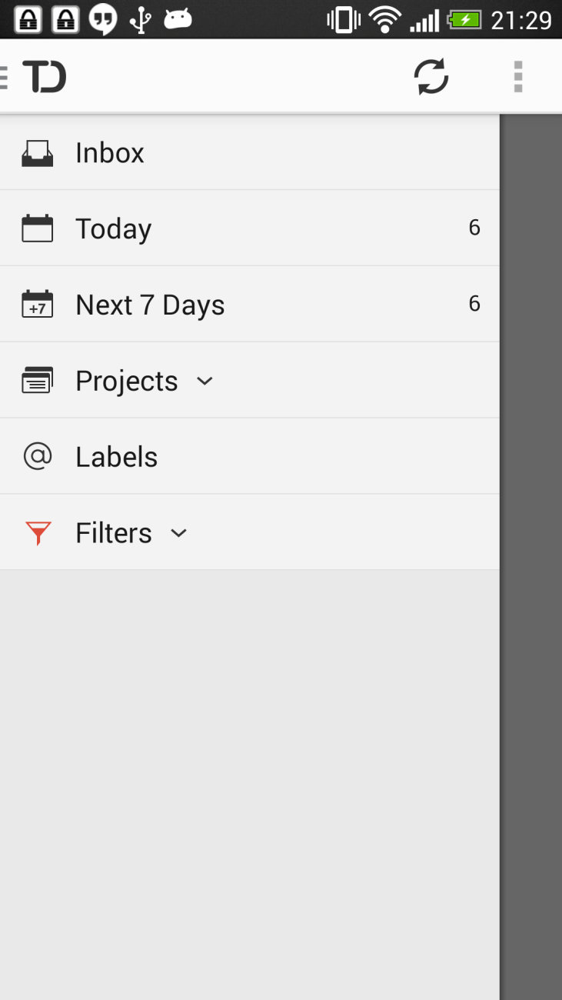 21:29
TD
Inbox
Today 6
+7 Next 7 Days 6
Projects
@ Labels
Filters